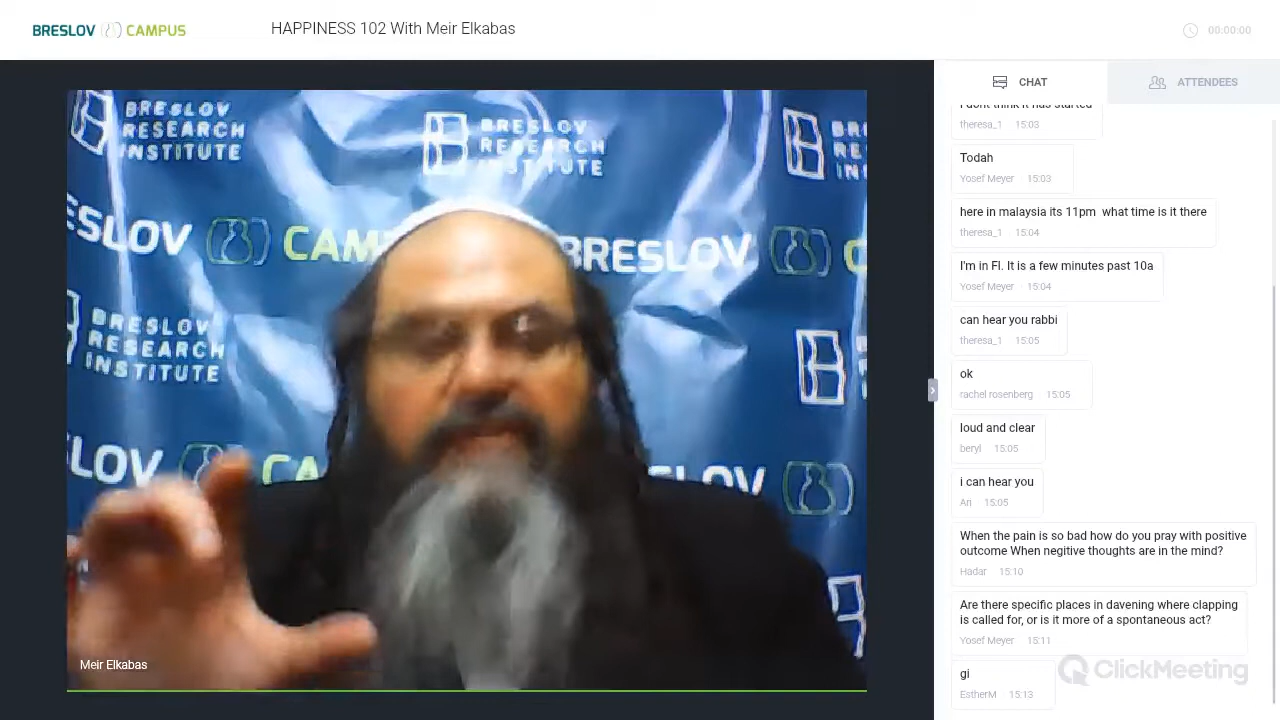 BRESLOV CAMPUS
HAPPINESS 102 With Meir Elkabas
00:00:00
CHAT
ATTENDEES
BRESLOV
RESEARCH
INSTITUTE
BRESLOV
RESEARCH
INSTITUTE
BRESLOV
BRESLOV
RESEARCH
INSTITUTE
Meir Elkabas
I dont think it has started
theresa_1 15:03
Todah
Yosef Meyer 15:03
here in malaysia its 11pm what time is it there
theresa_1 15:04
I'm in Fl. It is a few minutes past 10a
Yosef Meyer 15:04
can hear you rabbi
theresa_1 15:05
ok
rachel rosenberg 15:05
loud and clear
beryl 15:05
i can hear you
Ari 15:05
When the pain is so bad how do you pray with positive
outcome When negitive thoughts are in the mind?
Hadar 15:10
Are there specific places in davening where clapping
is called for, or is it more of a spontaneous act?
Yosef Meyer 15:11
gi
EstherM 15:13
ClickMeeting